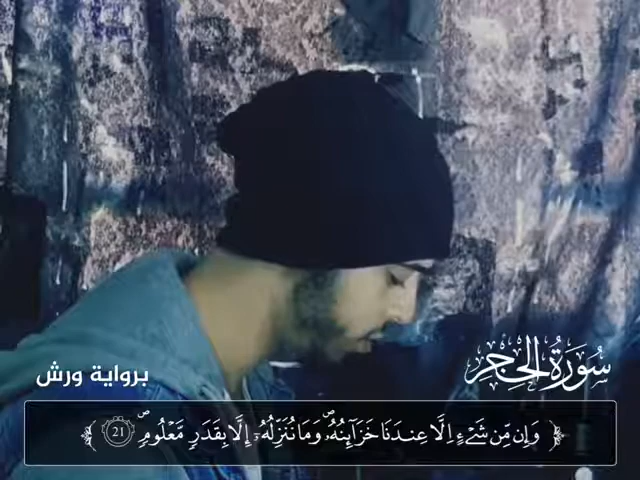 سُورَةُ الحِجر
برواية ورش
﴿ وَإِن مِّن شَےْءٍ اِلَّا عِندَنَا خَزَآئِنُهُۥ وَمَا نُنَزِّلُهُۥٓ إِلَّا بِقَدَرٖ مَّعْلُومٖ 21 ﴾